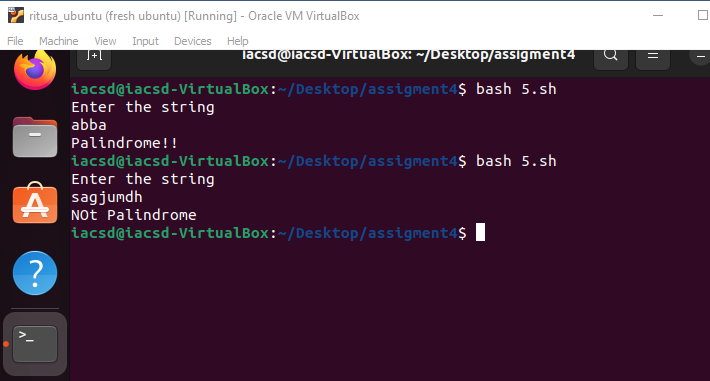 ritusa_ubuntu (fresh ubuntu) [Running] - Oracle VM VirtualBox
File Machine View Input Devices Help
iacsd@iacsd-VirtualBox: ~/Desktop/assigment4
iacsd@iacsd-VirtualBox:~/Desktop/assigment4$ bash 5.sh
Enter the string
abba
Palindrome!!
iacsd@iacsd-VirtualBox:~/Desktop/assigment4$ bash 5.sh
Enter the string
sagjumdh
NOt Palindrome
iacsd@iacsd-VirtualBox:~/Desktop/assigment4$